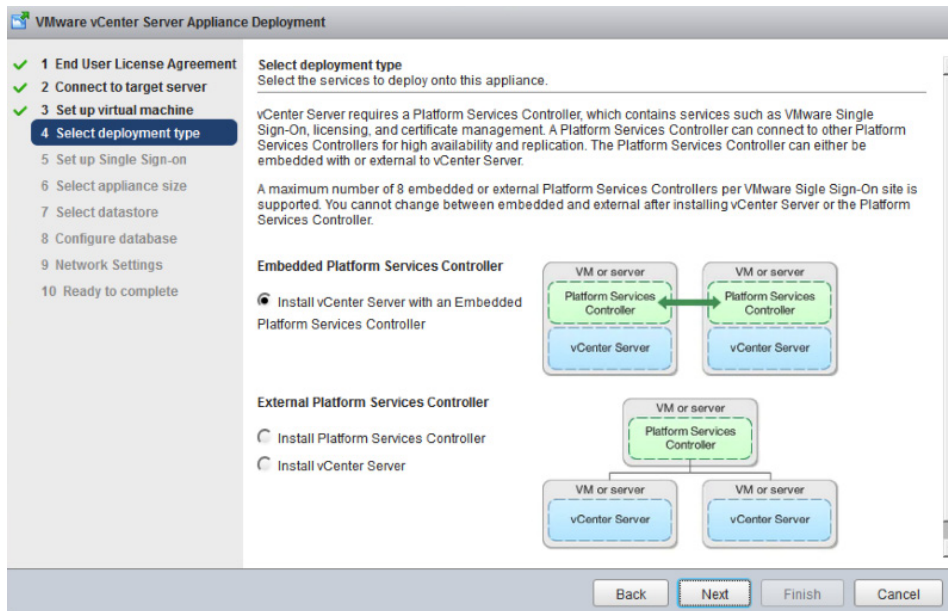 VMware vCenter Server Appliance Deployment
1 End User License Agreement
2 Connect to target server
3 Set up virtual machine
4 Select deployment type
5 Set up Single Sign-on
6 Select appliance size
7 Select datastore
8 Configure database
9 Network Settings
10 Ready to complete
Select deployment type
Select the services to deploy onto this appliance.
vCenter Server requires a Platform Services Controller, which contains services such as VMware Single
Sign-On, licensing, and certificate management. A Platform Services Controller can connect to other Platform
Services Controllers for high availability and replication. The Platform Services Controller can either be
embedded with or external to vCenter Server.
A maximum number of 8 embedded or external Platform Services Controllers per VMware Sigle Sign-On site is
supported. You cannot change between embedded and external after installing vCenter Server or the Platform
Services Controller.
Embedded Platform Services Controller
Install vCenter Server with an Embedded
Platform Services Controller
VM or server
Platform Services
Controller
vCenter Server
VM or server
Platform Services
Controller
vCenter Server
External Platform Services Controller
Install Platform Services Controller
Install vCenter Server
VM or server
Platform Services
Controller
VM or server
vCenter Server
VM or server
vCenter Server
Back
Next
Finish
Cancel